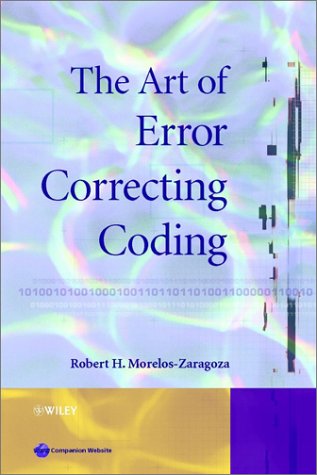 The Art of
Error
Correcting
Coding
Robert H. Morelos-Zaragoza
WILEY
Companion Website